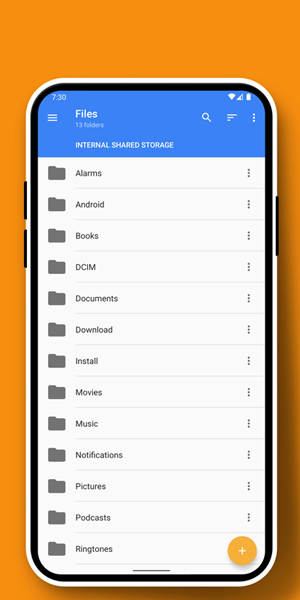 7:30
Files
13 folders
INTERNAL SHARED STORAGE
Alarms
Android
Books
DCIM
Documents
Download
Install
Movies
Music
Notifications
Pictures
Podcasts
Ringtones